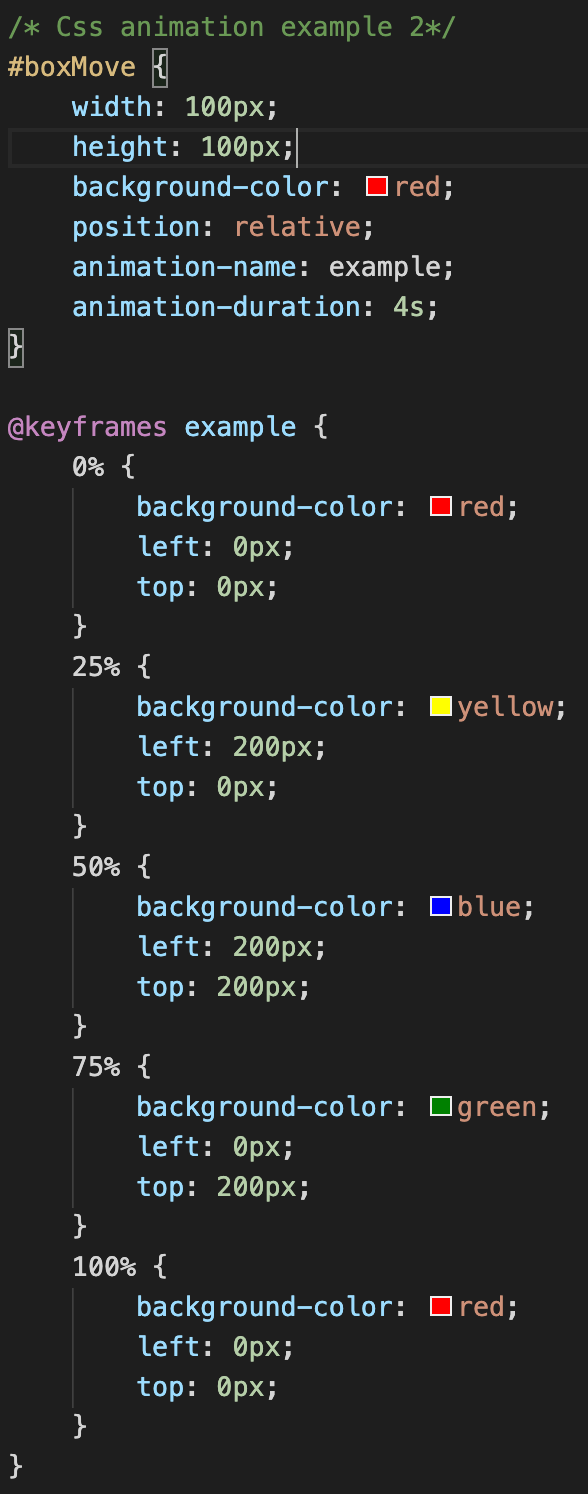 /* Css animation example 2*/
#boxMove {
    width: 100px;
    height: 100px;
    background-color: red;
    position: relative;
    animation-name: example;
    animation-duration: 4s;
}

@keyframes example {
    0% {
        background-color: red;
        left: 0px;
        top: 0px;
    }
    25% {
        background-color: yellow;
        left: 200px;
        top: 0px;
    }
    50% {
        background-color: blue;
        left: 200px;
        top: 200px;
    }
    75% {
        background-color: green;
        left: 0px;
        top: 200px;
    }
    100% {
        background-color: red;
        left: 0px;
        top: 0px;
    }
}